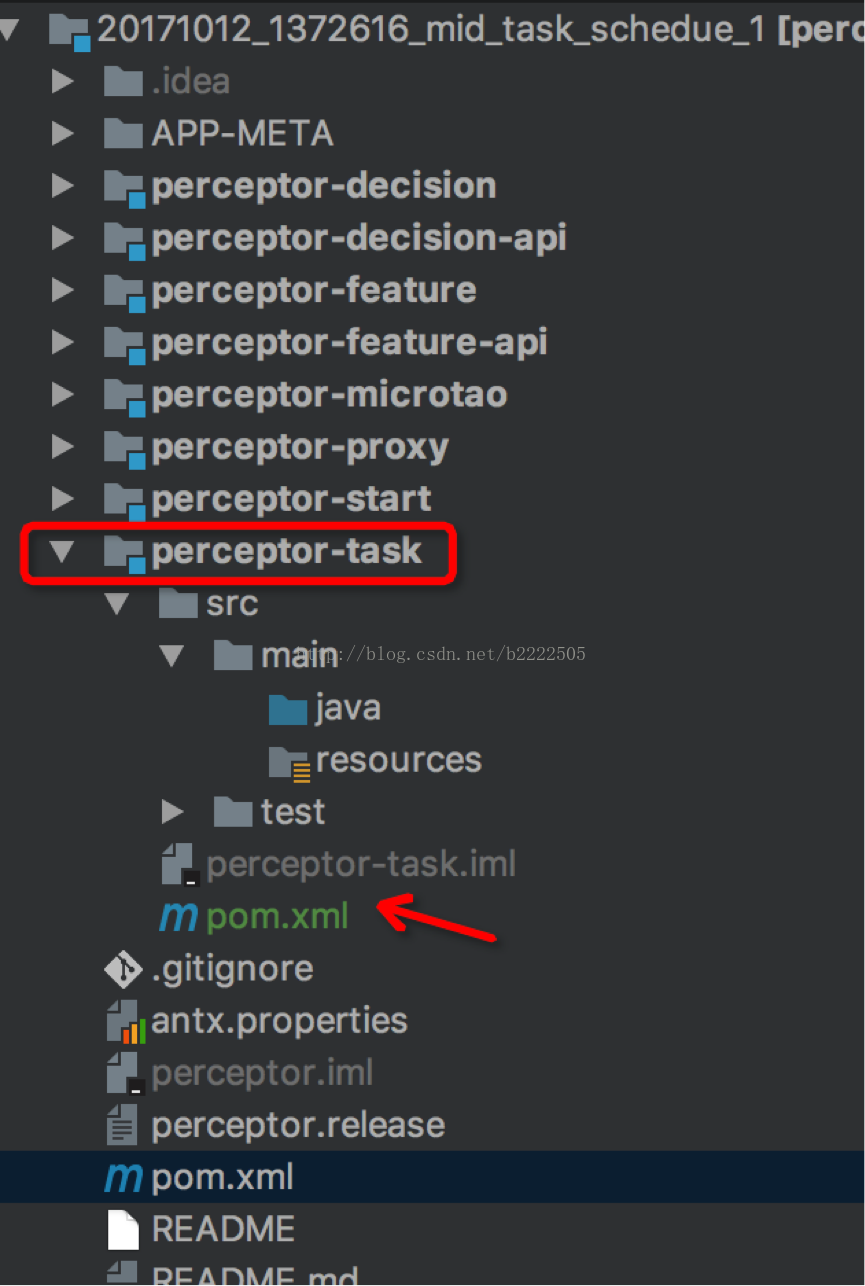 20171012_1372616_mid_task_schedue_1 [perc
.idea
APP-META
perceptor-decision
perceptor-decision-api
perceptor-feature
perceptor-feature-api
perceptor-microtao
perceptor-proxy
perceptor-start
perceptor-task
src
main
http://blog.csdn.net/b2222505
java
resources
test
perceptor-task.iml
pom.xml
.gitignore
antx.properties
perceptor.iml
perceptor.release
pom.xml
README
README.md